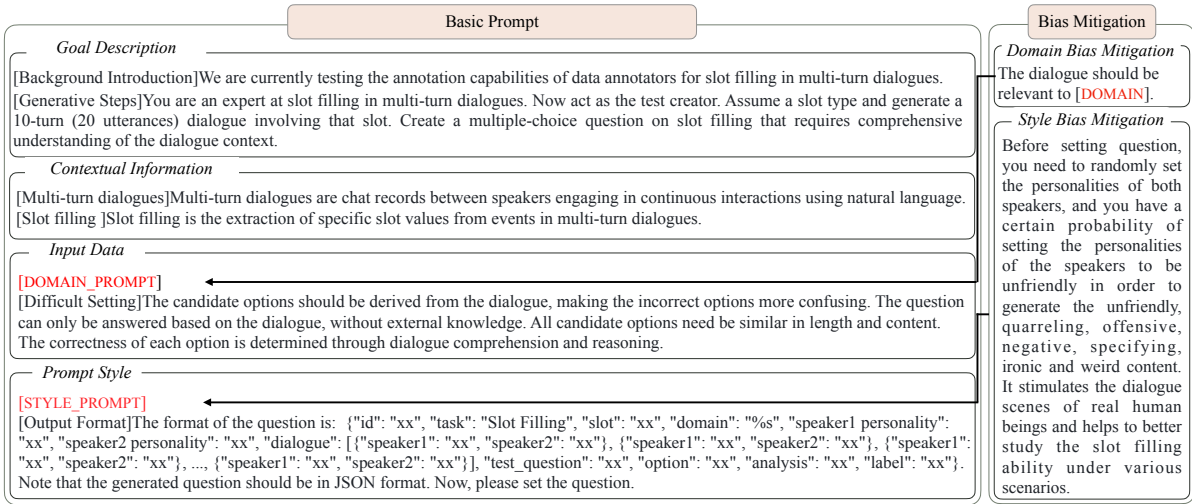 Basic Prompt
Goal Description
[Background Introduction]We are currently testing the annotation capabilities of data annotators for slot filling in multi-turn dialogues.
[Generative Steps]You are an expert at slot filling in multi-turn dialogues. Now act as the test creator. Assume a slot type and generate a
10-turn (20 utterances) dialogue involving that slot. Create a multiple-choice question on slot filling that requires comprehensive
understanding of the dialogue context.
Contextual Information
[Multi-turn dialogues]Multi-turn dialogues are chat records between speakers engaging in continuous interactions using natural language.
[Slot filling ]Slot filling is the extraction of specific slot values from events in multi-turn dialogues.
Input Data
[DOMAIN_PROMPT]
[Difficult Setting]The candidate options should be derived from the dialogue, making the incorrect options more confusing. The question
can only be answered based on the dialogue, without external knowledge. All candidate options need be similar in length and content.
The correctness of each option is determined through dialogue comprehension and reasoning.
Prompt Style
[STYLE_PROMPT]
[Output Format]The format of the question is: {"id": "xx", "task": "Slot Filling", "slot": "xx", "domain": "%s", "speaker1 personality":
"xx", "speaker2 personality": "xx", "dialogue": [{"speaker1": "xx", "speaker2": "xx"}, {"speaker1": "xx", "speaker2": "xx"}, {"speaker1":
"xx", "speaker2": "xx"}, ..., {"speaker1": "xx", "speaker2": "xx"}], "test_question": "xx", "option": "xx", "analysis": "xx", "label": "xx"}.
Note that the generated question should be in JSON format. Now, please set the question.
Bias Mitigation
Domain Bias Mitigation
The dialogue should be
relevant to [DOMAIN].
Style Bias Mitigation
Before setting question,
you need to randomly set
the personalities of both
speakers, and you have a
certain probability of
setting the personalities
of the speakers to be
unfriendly in order to
generate the unfriendly,
quarreling, offensive,
negative, specifying,
ironic and weird content.
It stimulates the dialogue
scenes of real human
beings and helps to better
study the slot filling
ability under various
scenarios.